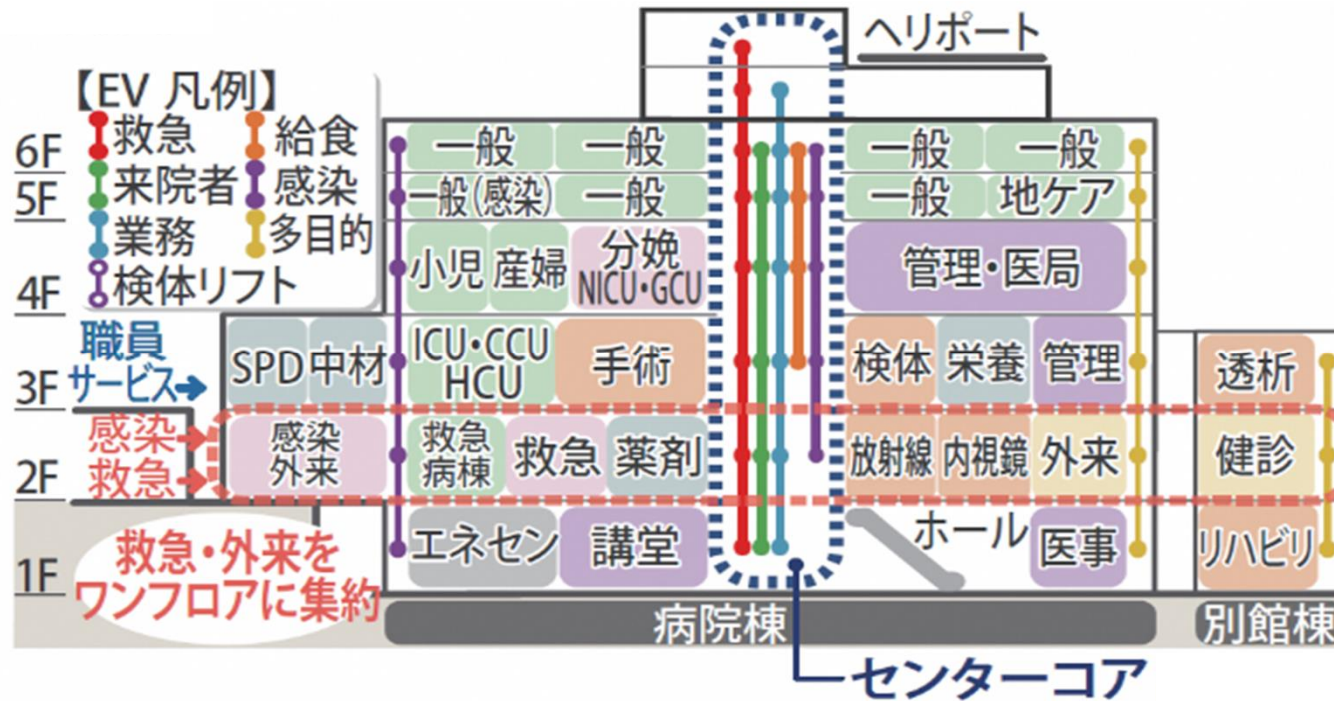 ヘリポート
【EV 凡例】
救急
給食
来院者
感染
業務
多目的
検体リフト
6F
一般
一般
一般
一般
5F
一般(感染)
一般
一般
地ケア
4F
小児
産婦
分娩
NICU・GCU
管理・医局
職員
サービス
3F
SPD
中材
ICU・CCU
HCU
手術
検体
栄養
管理
透析
感染
救急
2F
感染
外来
救急
病棟
救急
薬剤
放射線
内視鏡
外来
健診
救急・外来を
ワンフロアに集約
1F
エネセン
講堂
ホール
医事
リハビリ
病院棟
別館棟
センターコア